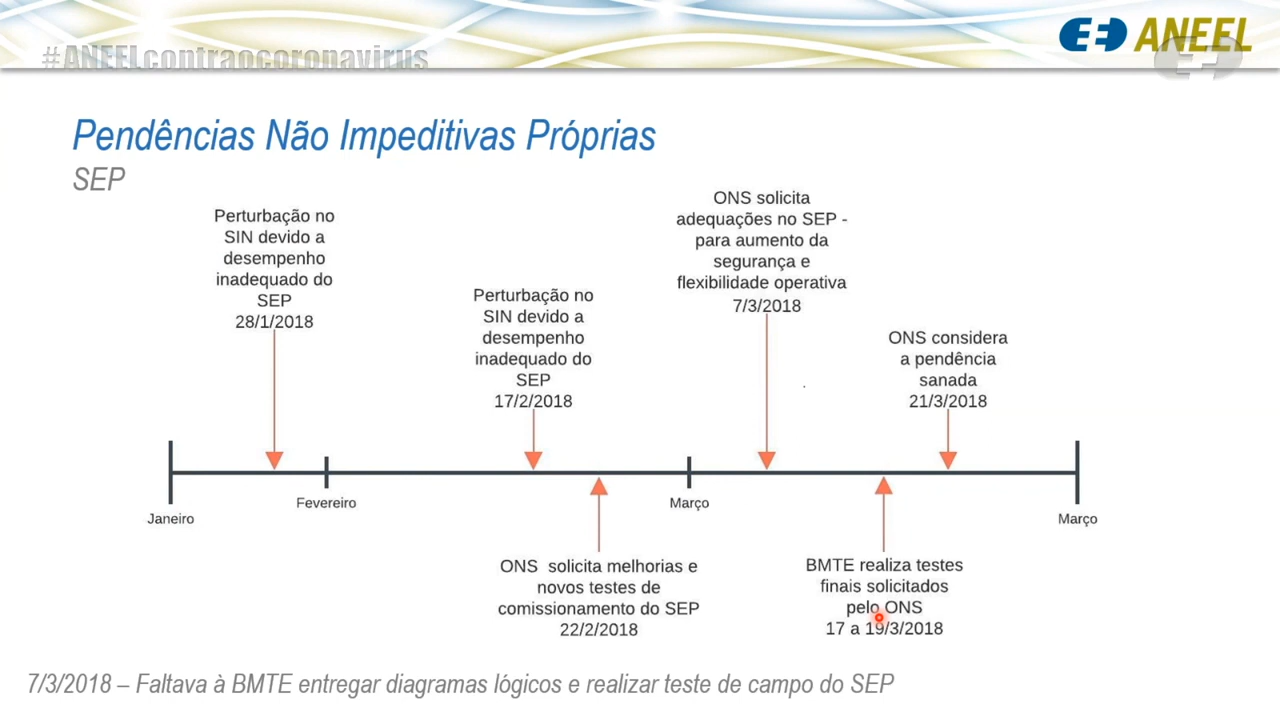 #ANEELcontraocoronavirus
ANEEL
Pendências Não Impeditivas Próprias
SEP
Perturbação no
SIN devido a
desempenho
inadequado do
SEP
28/1/2018
Perturbação no
SIN devido a
desempenho
inadequado do
SEP
17/2/2018
ONS solicita
adequações no SEP -
para aumento da
segurança e
flexibilidade operativa
7/3/2018
ONS considera
a pendência
sanada
21/3/2018
Janeiro
Fevereiro
Março
Março
ONS  solicita melhorias e
novos testes de
comissionamento do SEP
22/2/2018
BMTE realiza testes
finais solicitados
pelo ONS
17 a 19/3/2018
7/3/2018 – Faltava à BMTE entregar diagramas lógicos e realizar teste de campo do SEP